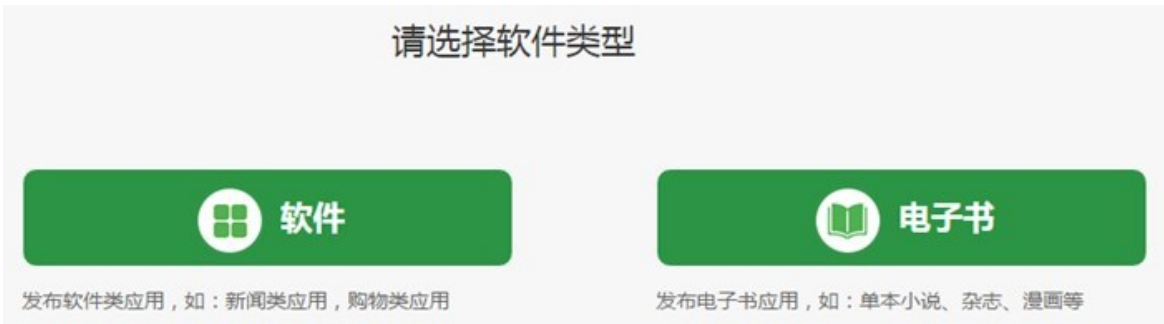 请选择软件类型
软件
电子书
发布软件类应用，如：新闻类应用，购物类应用
发布电子书应用，如：单本小说、杂志、漫画等